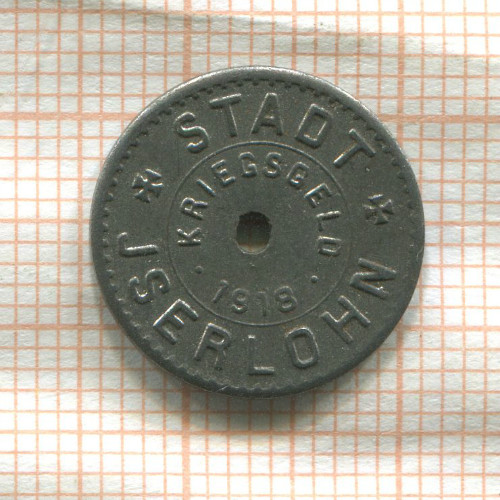 STADT
JSERLOHN
KRIEGSGELD
· 1918 ·